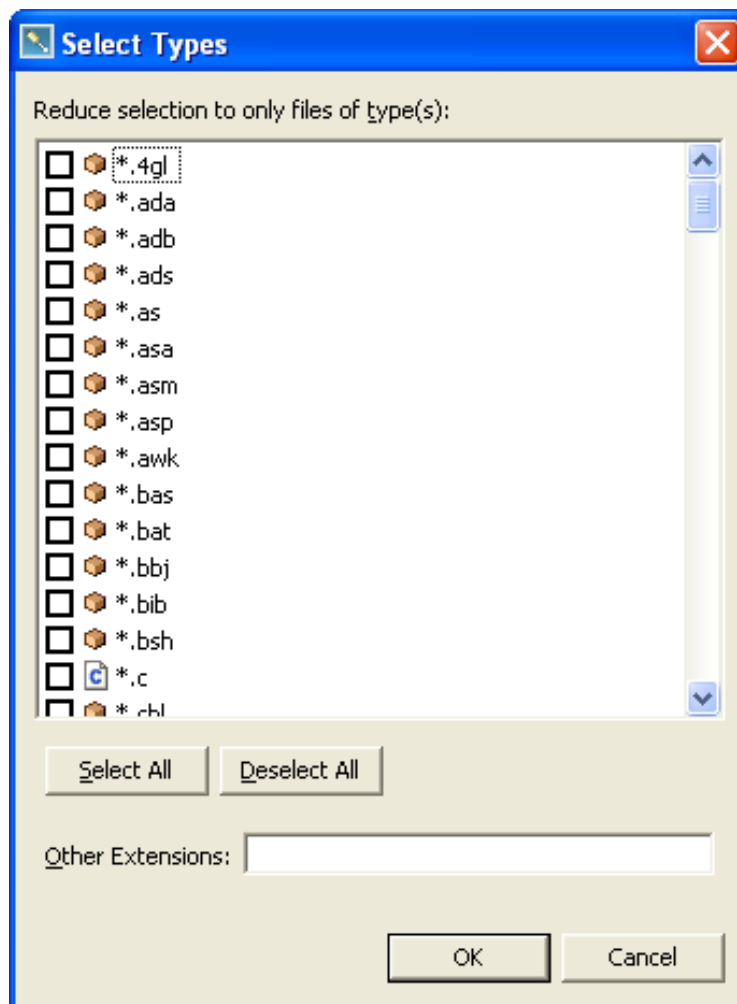 Select Types
Reduce selection to only files of type(s):
*.4gl
*.ada
*.adb
*.ads
*.as
*.asa
*.asm
*.asp
*.awk
*.bas
*.bat
*.bbj
*.bib
*.bsh
*.c
*.cbl
Select All Deselect All
Other Extensions:
OK Cancel